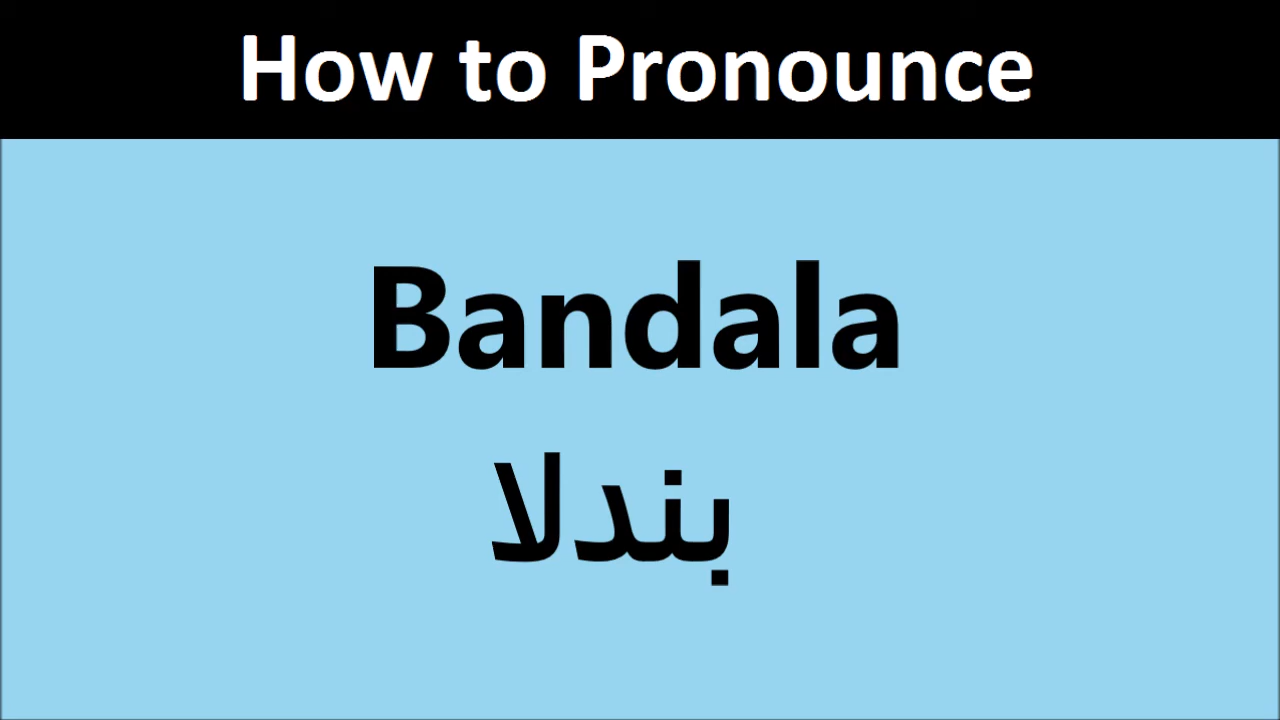 How to Pronounce
Bandala
بندلا